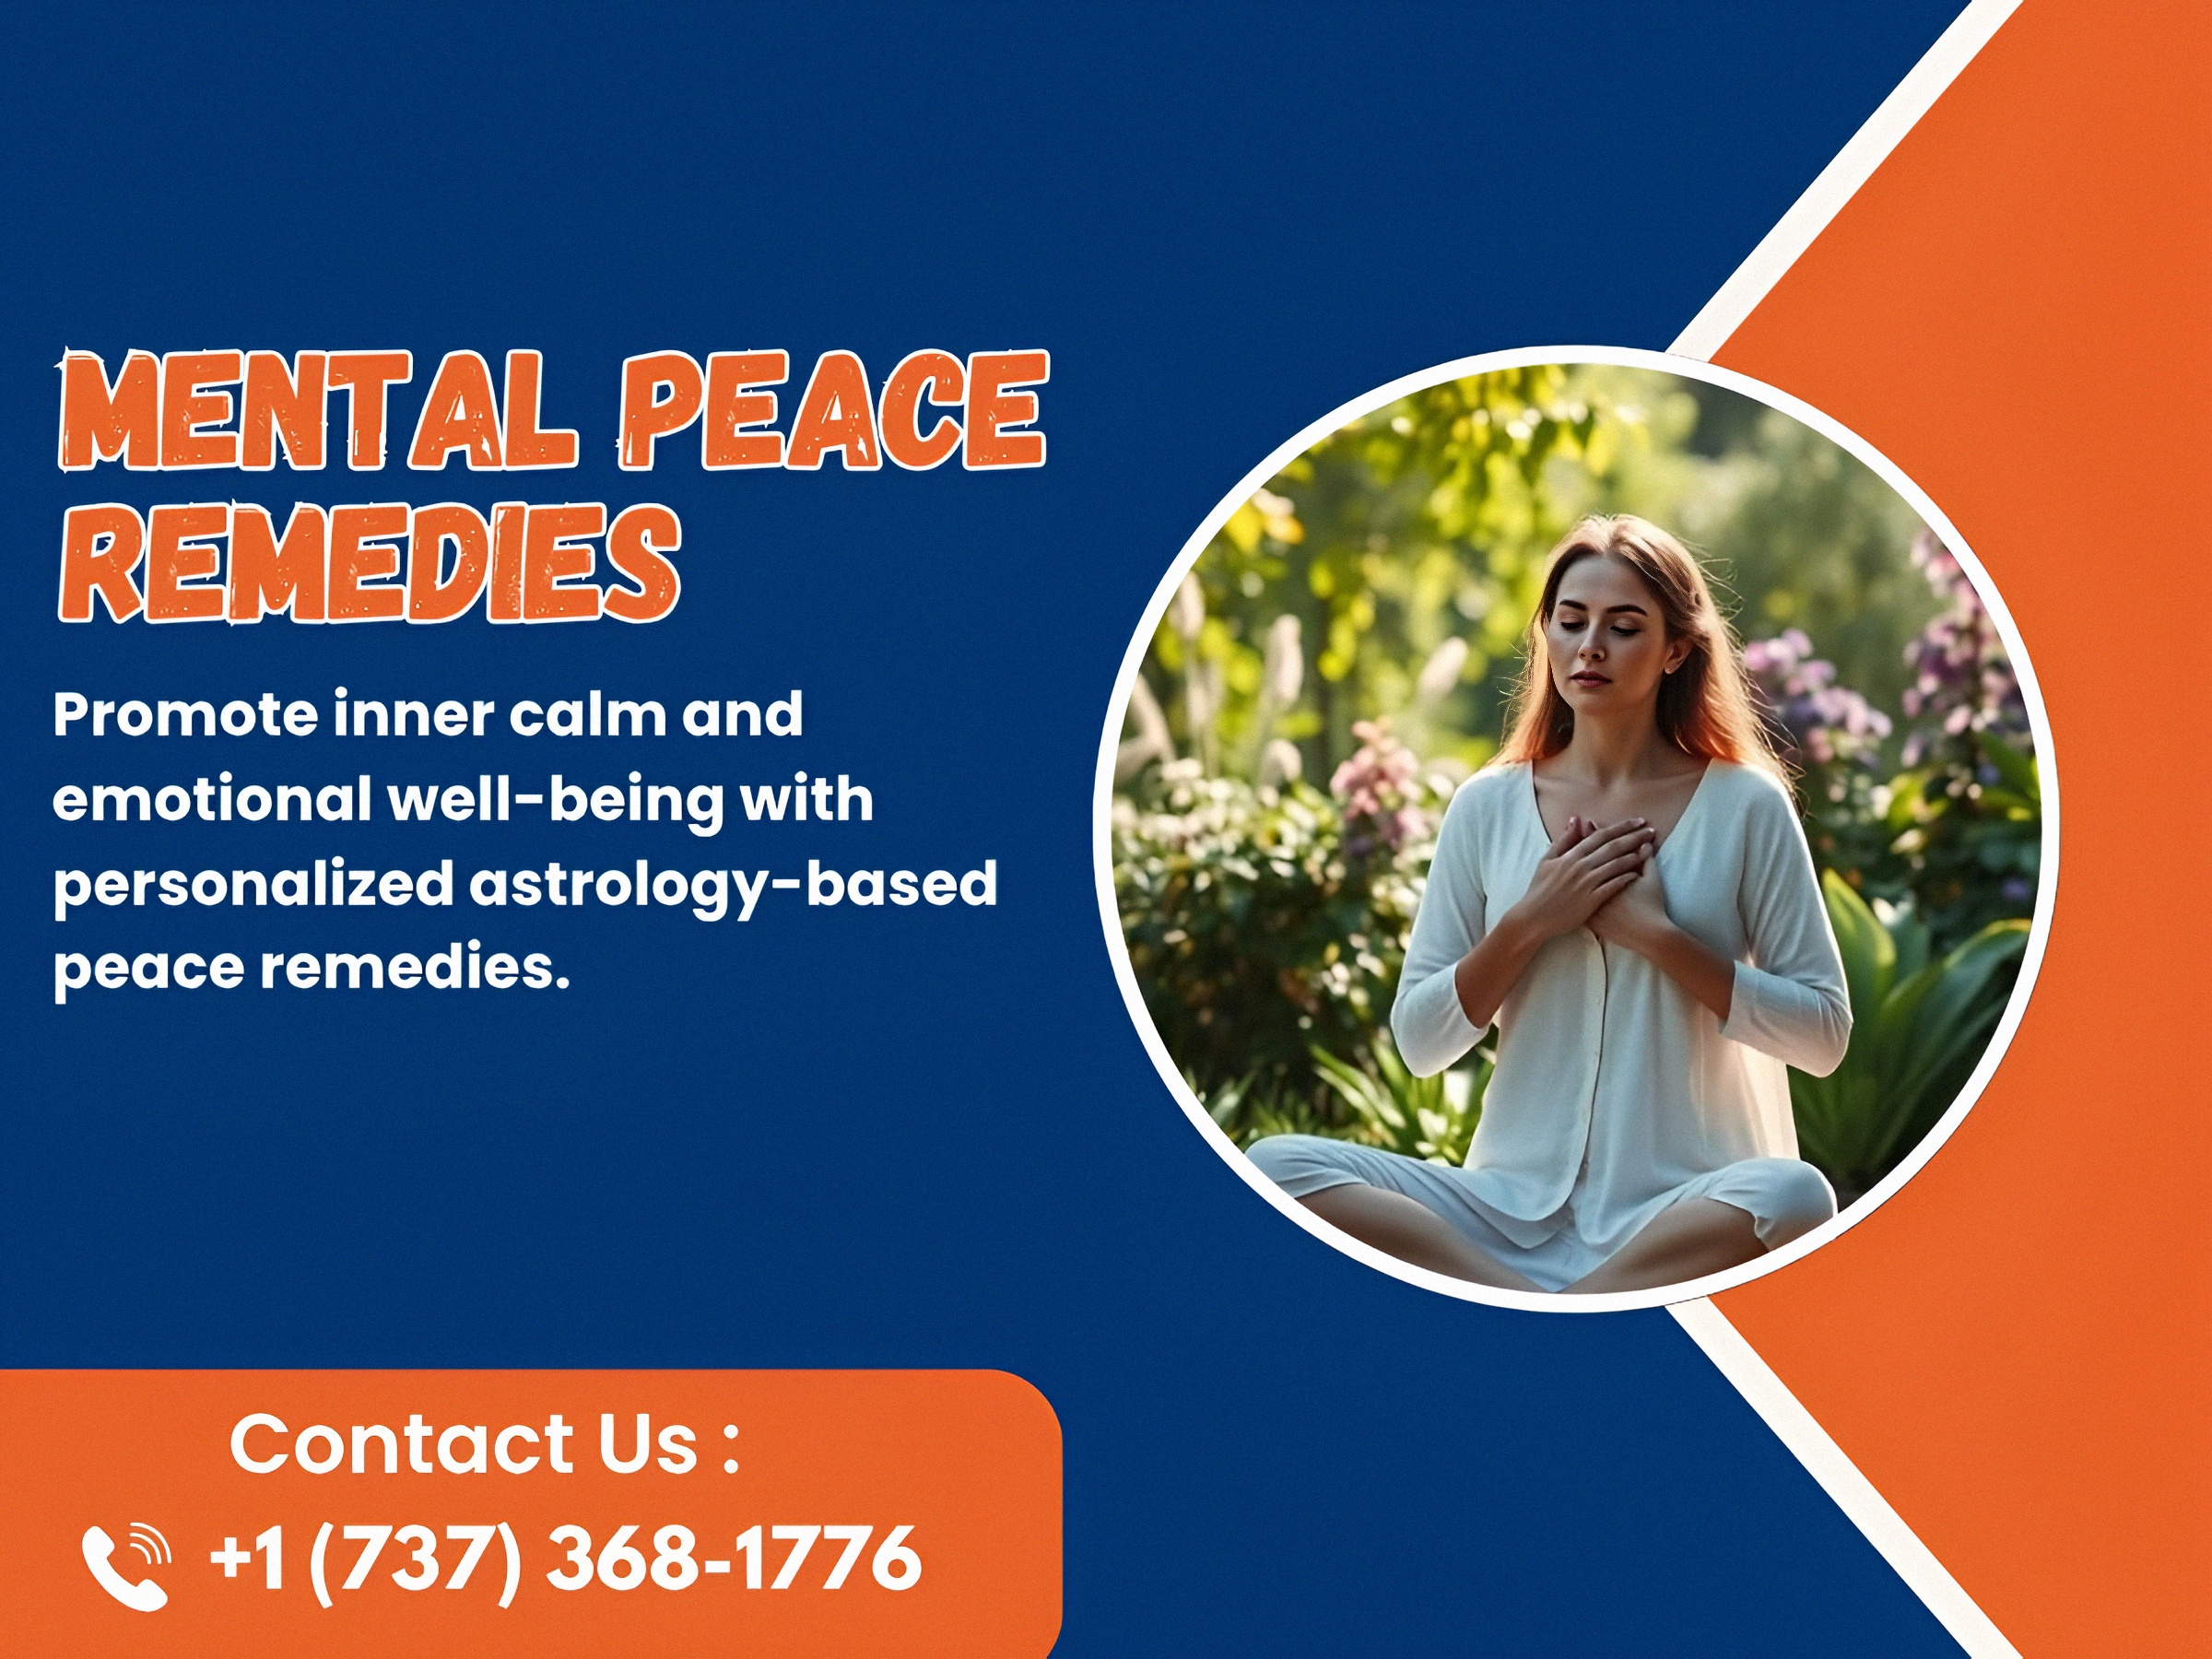 MENTAL PEACE
REMEDIES
Promote inner calm and
emotional well-being with
personalized astrology-based
peace remedies.
Contact Us :
+1 (737) 368-1776